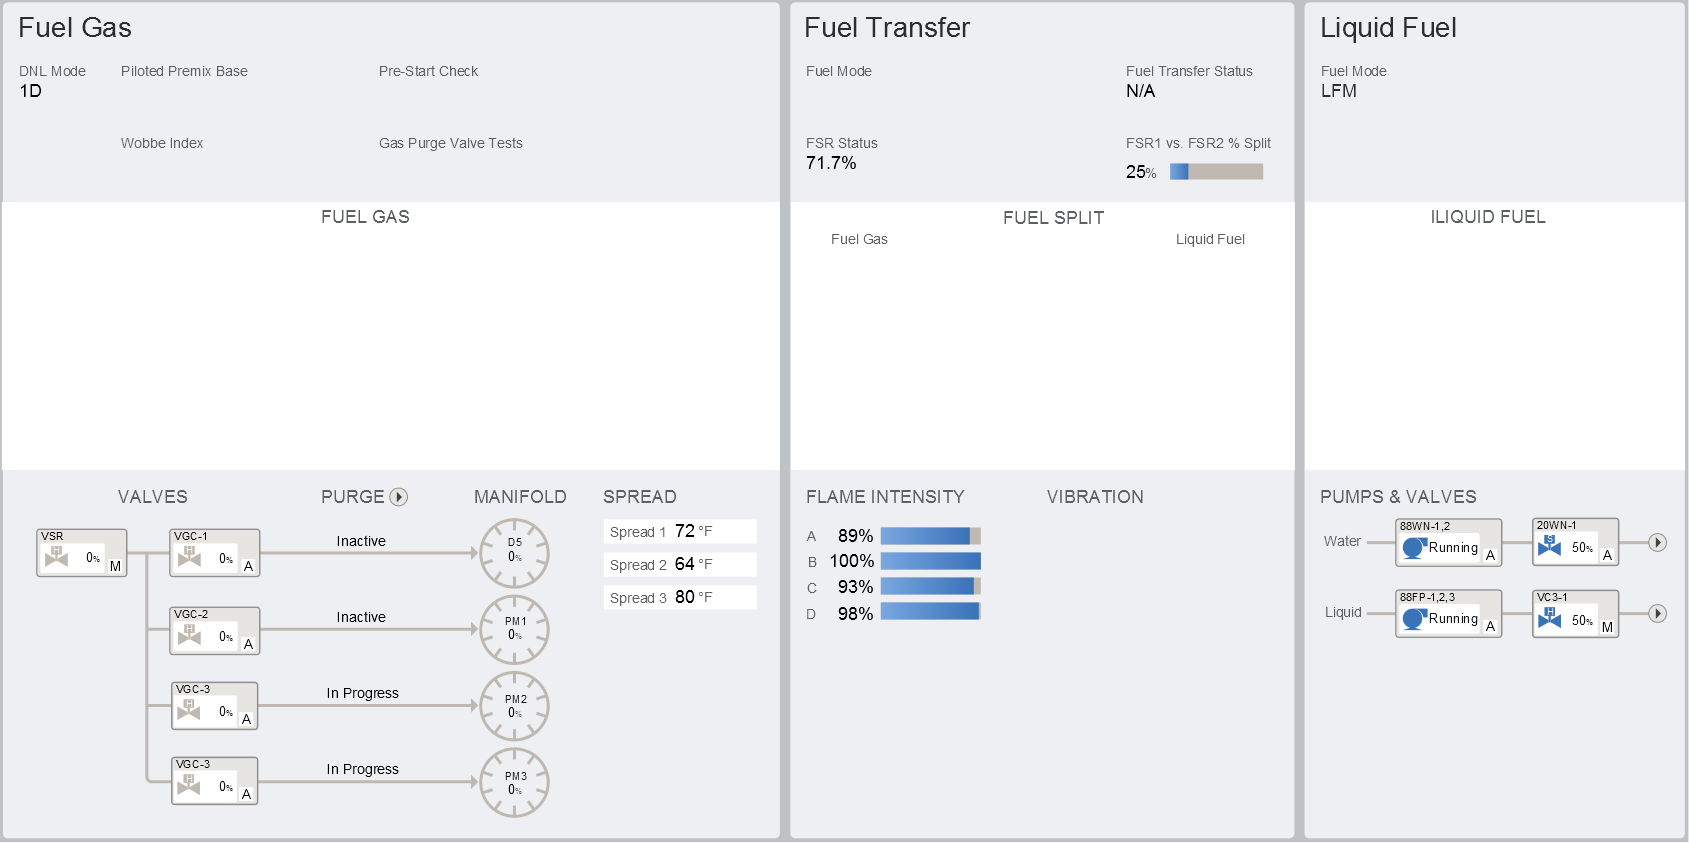 Fuel Gas
DNL Mode
1D
Piloted Premix Base
Pre-Start Check
Wobbe Index
Gas Purge Valve Tests
FUEL GAS
VALVES
PURGE
MANIFOLD
SPREAD
VSR
H
0%
M
VGC-1
H
0%
A
Inactive
D5
0%
Spread 1 72 °F
Spread 2 64 °F
Spread 3 80 °F
VGC-2
H
0%
A
Inactive
PM1
0%
VGC-3
H
0%
A
In Progress
PM2
0%
VGC-3
H
0%
A
In Progress
PM3
0%
Fuel Transfer
Fuel Mode
Fuel Transfer Status
N/A
FSR Status
71.7%
FSR1 vs. FSR2 % Split
25%
FUEL SPLIT
Fuel Gas
Liquid Fuel
FLAME INTENSITY
VIBRATION
A 89%
B 100%
C 93%
D 98%
Liquid Fuel
Fuel Mode
LFM
ILIQUID FUEL
PUMPS & VALVES
Water
88WN-1,2
Running
A
20WN-1
S
50%
A
Liquid
88FP-1,2,3
Running
A
VC3-1
H
50%
M